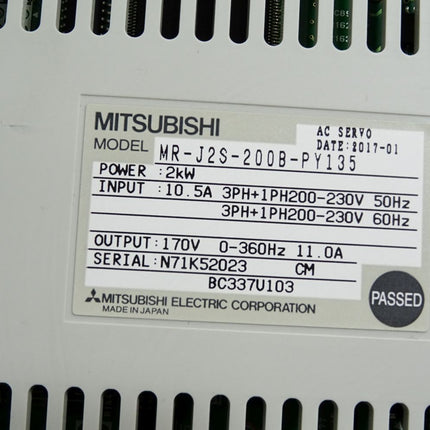 MITSUBISHI
AC SERVO
DATE:2017-01
MODEL MR-J2S-200B-PY135
POWER :2kW
INPUT :10.5A 3PH+1PH200-230V 50Hz
3PH+1PH200-230V 60Hz
OUTPUT:170V 0-360Hz 11.0A
SERIAL:N71K52023 CM
BC337U103
PASSED
MITSUBISHI ELECTRIC CORPORATION
MADE IN JAPAN